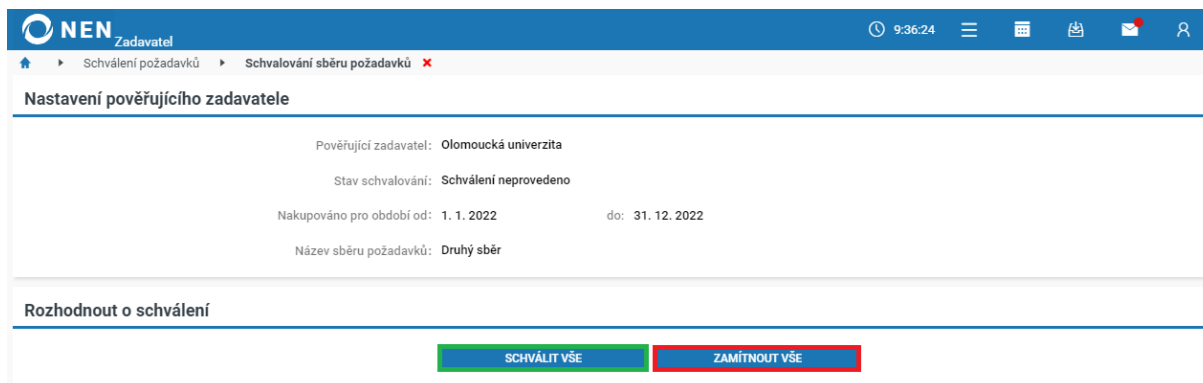 NEN Zadavatel 9:36:24
Schválení požadavků Schvalování sběru požadavků
Nastavení pověřujícího zadavatele
Pověřující zadavatel: Olomoucká univerzita
Stav schvalování: Schválení neprovedeno
Nakupováno pro období od: 1. 1. 2022 do: 31. 12. 2022
Název sběru požadavků: Druhý sběr
Rozhodnout o schválení
SCHVÁLIT VŠE ZAMÍTNOUT VŠE